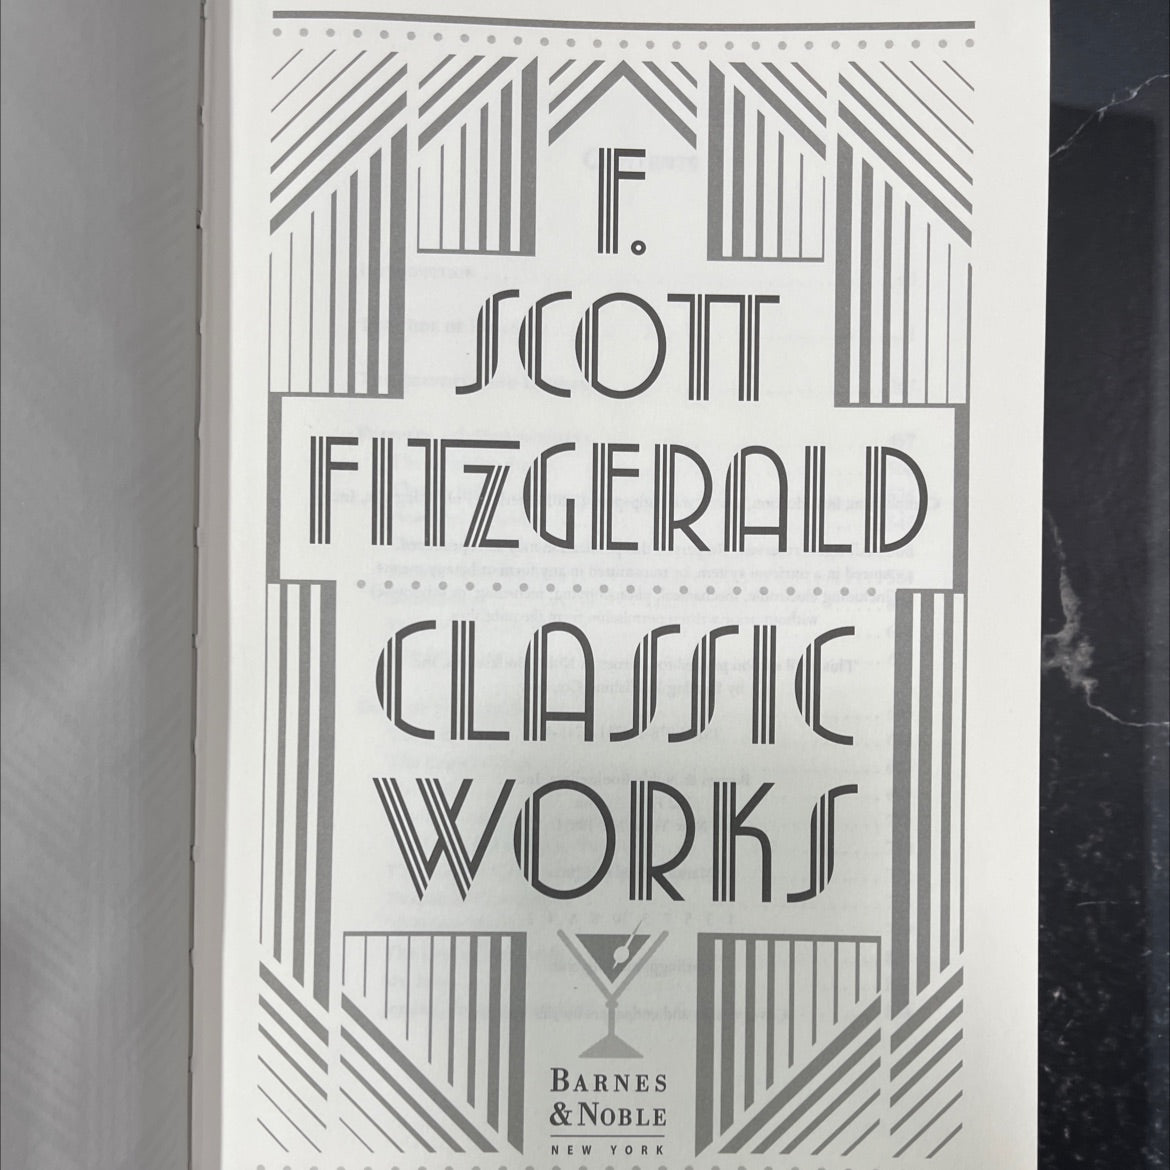 F.
SCOTT
FITZGERALD
CLASSIC
WORKS
BARNES
& NOBLE
NEW YORK